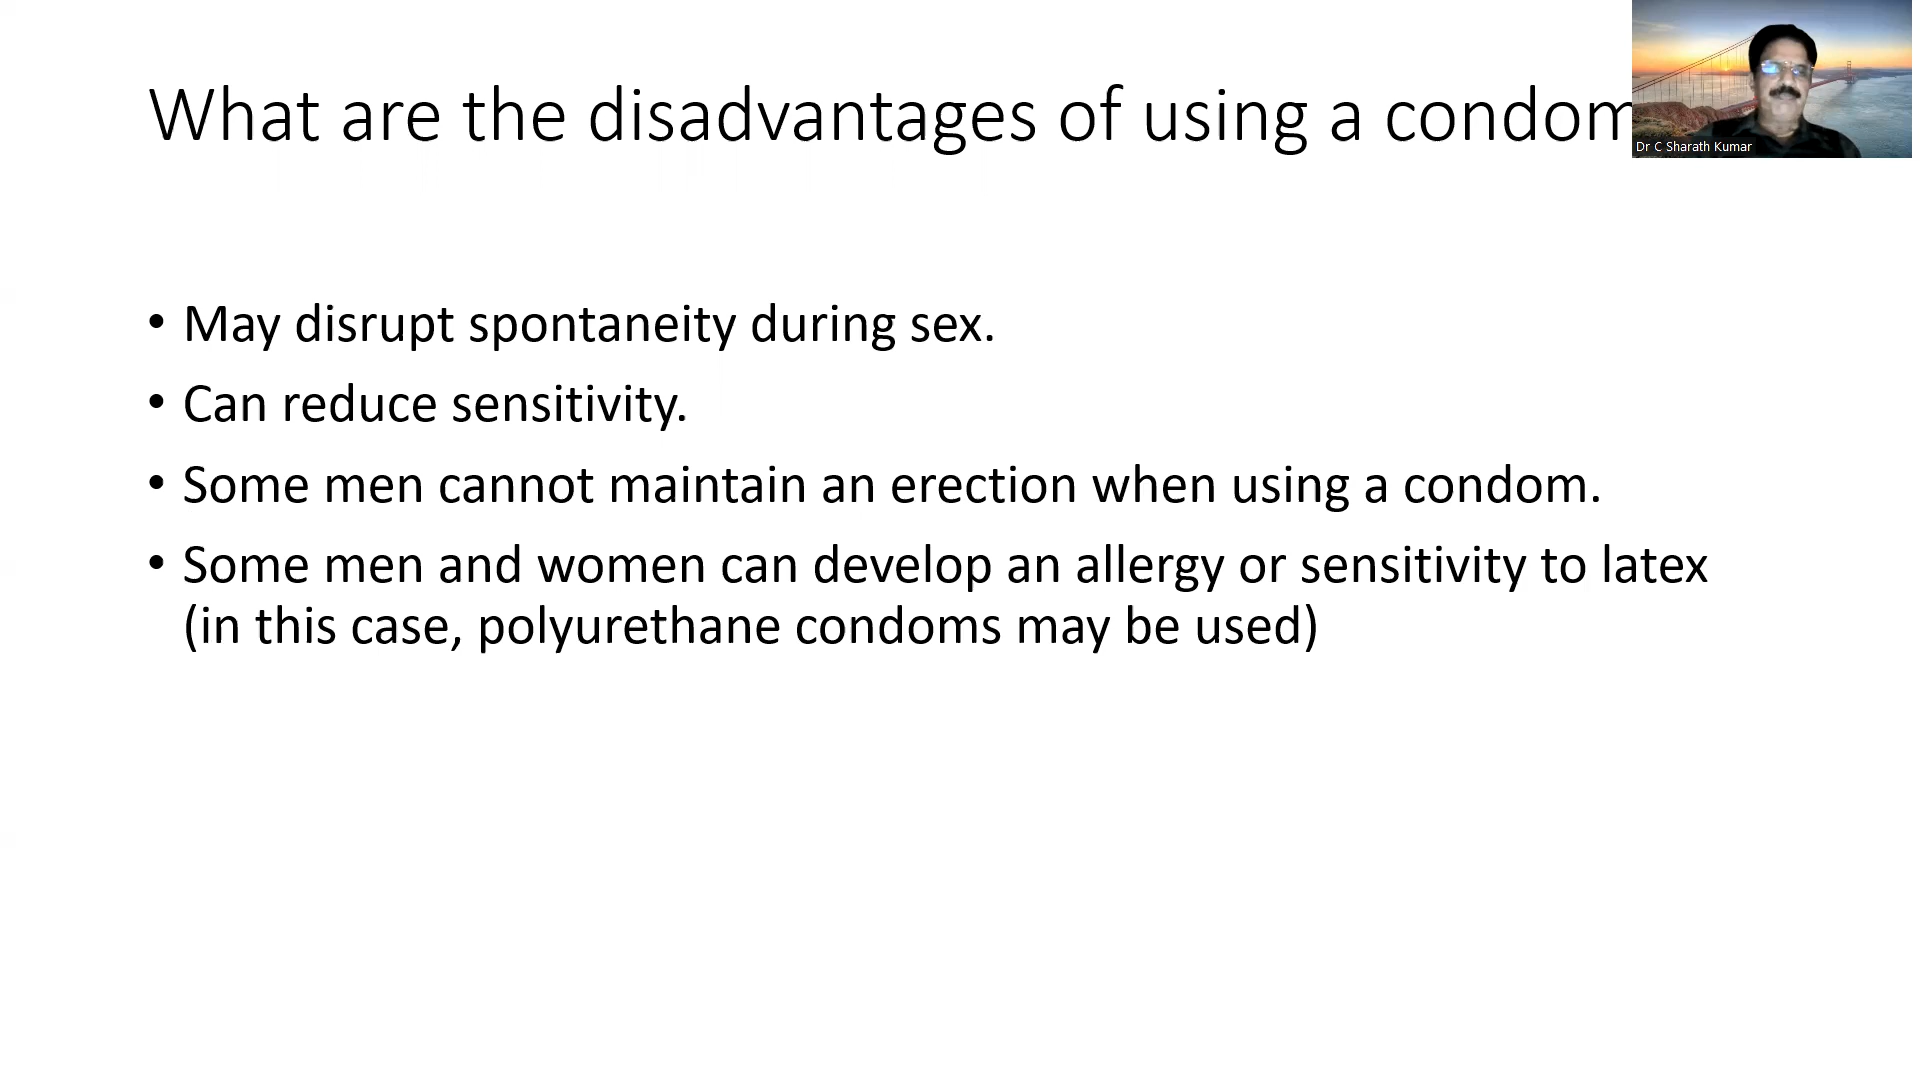 What are the disadvantages of using a condom
Dr C Sharath Kumar
• May disrupt spontaneity during sex.
• Can reduce sensitivity.
• Some men cannot maintain an erection when using a condom.
• Some men and women can develop an allergy or sensitivity to latex
(in this case, polyurethane condoms may be used)